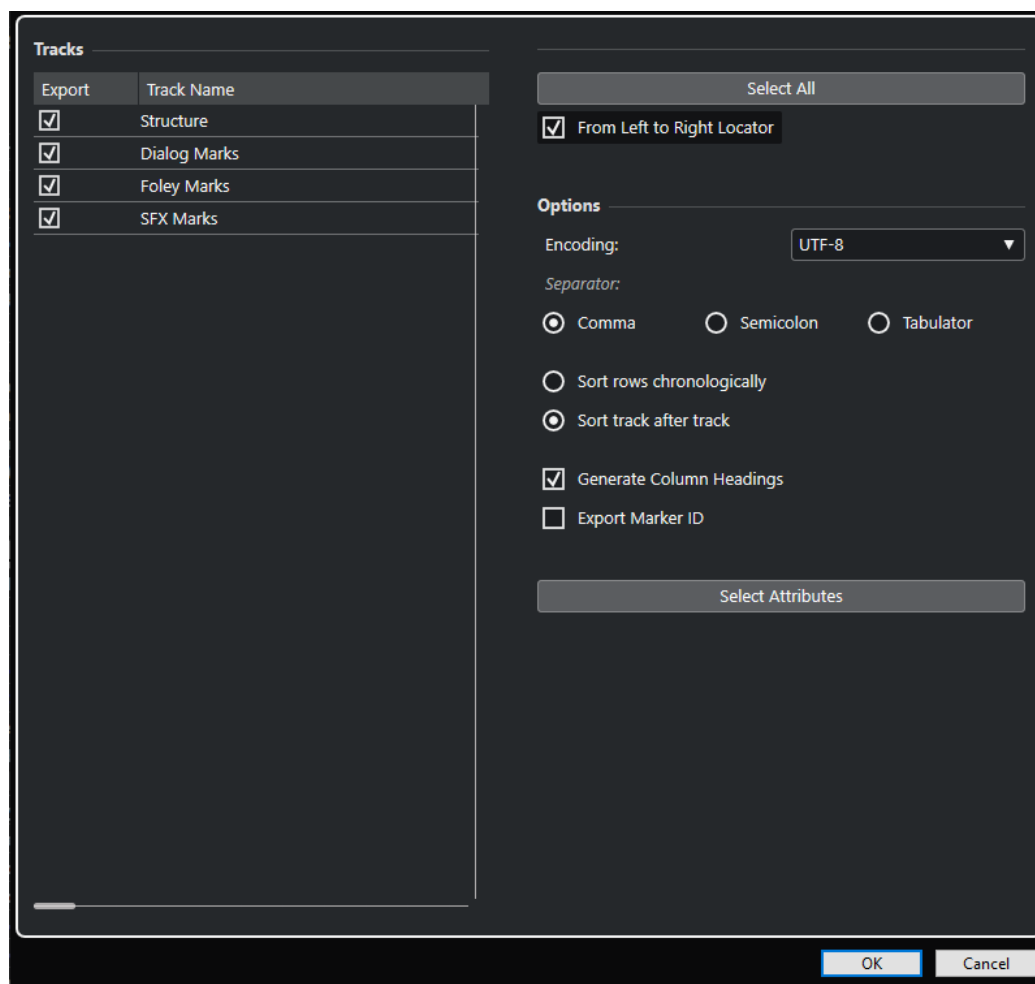 Tracks
Export Track Name
Structure
Dialog Marks
Foley Marks
SFX Marks
Select All
From Left to Right Locator
Options
Encoding: UTF-8
Separator:
Comma Semicolon Tabulator
Sort rows chronologically
Sort track after track
Generate Column Headings
Export Marker ID
Select Attributes
OK Cancel